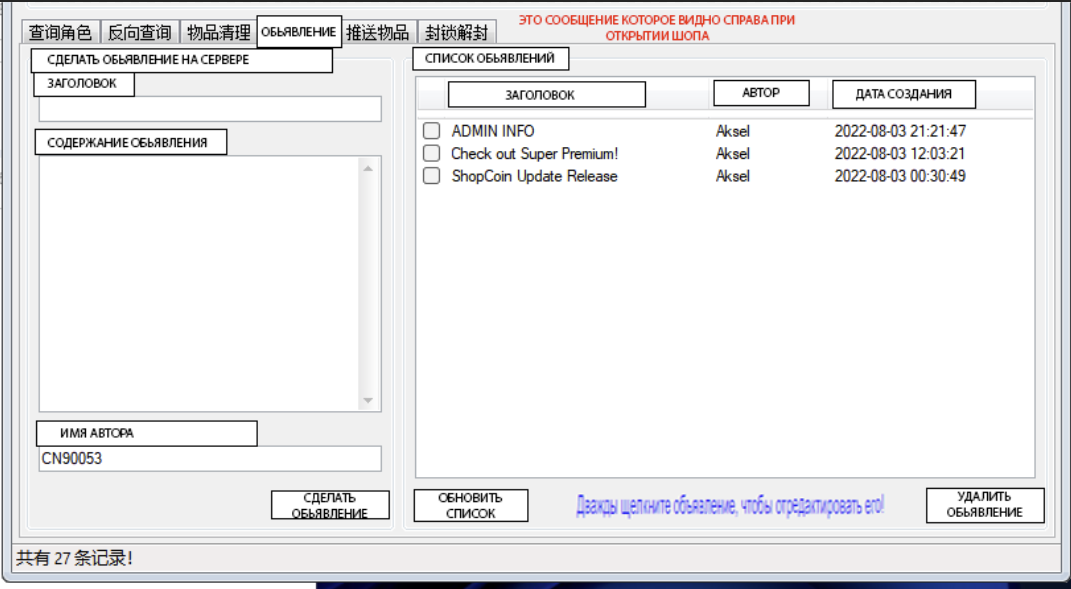 ЭТО СООБЩЕНИЕ КОТОРОЕ ВИДНО СПРАВА ПРИ
ОТКРЫТИИ ШОПА
查询角色 反向查询 物品清理 ОБЬЯВЛЕНИЕ 推送物品 封锁解封
СДЕЛАТЬ ОБЬЯВЛЕНИЕ НА СЕРВЕРЕ
ЗАГОЛОВОК
СОДЕРЖАНИЕ ОБЬЯВЛЕНИЯ
ИМЯ АВТОРА
CN90053
СДЕЛАТЬ
ОБЬЯВЛЕНИЕ
СПИСОК ОБЬЯВЛЕНИЙ
ЗАГОЛОВОК АВТОР ДАТА СОЗДАНИЯ
ADMIN INFO Aksel 2022-08-03 21:21:47
Check out Super Premium! Aksel 2022-08-03 12:03:21
ShopCoin Update Release Aksel 2022-08-03 00:30:49
ОБНОВИТЬ
СПИСОК
Дважды щелкните объявление, чтобы отредактировать его!
УДАЛИТЬ
ОБЬЯВЛЕНИЕ
共有 27 条记录!